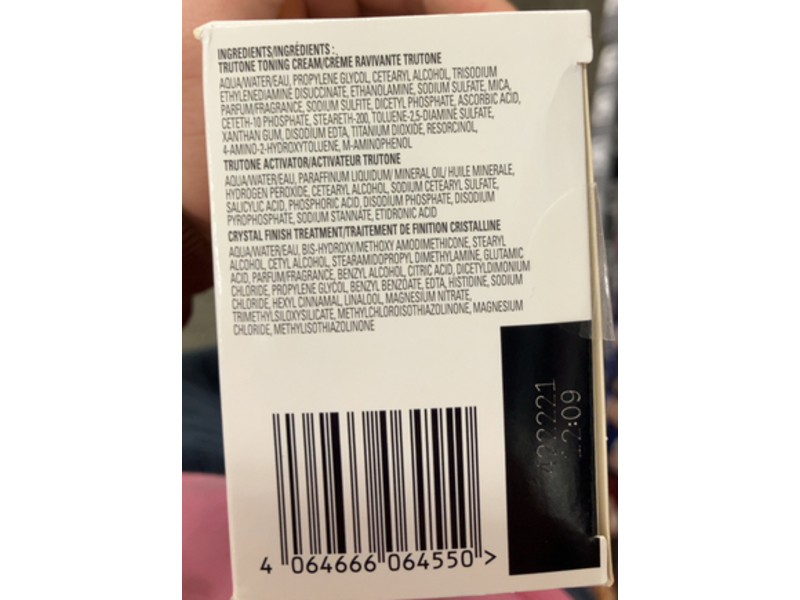 INGREDIENTS/INGRÉDIENTS :
TRUTONE TONING CREAM/CRÈME RAVIVANTE TRUTONE
AQUA/WATER/EAU, PROPYLENE GLYCOL, CETEARYL ALCOHOL, TRISODIUM
ETHYLENEDIAMINE DISUCCINATE, ETHANOLAMINE, SODIUM SULFATE, MICA,
PARFUM/FRAGRANCE, SODIUM SULFITE, DICETYL PHOSPHATE, ASCORBIC ACID,
CETETH-10 PHOSPHATE, STEARETH-200, TOLUENE-2,5-DIAMINE SULFATE,
XANTHAN GUM, DISODIUM EDTA, TITANIUM DIOXIDE, RESORCINOL,
4-AMINO-2-HYDROXYTOLUENE, M-AMINOPHENOL
TRUTONE ACTIVATOR/ACTIVATEUR TRUTONE
AQUA/WATER/EAU, PARAFFINUM LIQUIDUM/ MINERAL OIL/ HUILE MINERALE,
HYDROGEN PEROXIDE, CETEARYL ALCOHOL, SODIUM CETEARYL SULFATE,
SALICYLIC ACID, PHOSPHORIC ACID, DISODIUM PHOSPHATE, DISODIUM
PYROPHOSPHATE, SODIUM STANNATE, ETIDRONIC ACID
CRYSTAL FINISH TREATMENT/TRAITEMENT DE FINITION CRISTALLINE
AQUA/WATER/EAU, BIS-HYDROXY/METHOXY AMODIMETHICONE, STEARYL
ALCOHOL, CETYL ALCOHOL, STEARAMIDOPROPYL DIMETHYLAMINE, GLUTAMIC
ACID, PARFUM/FRAGRANCE, BENZYL ALCOHOL, CITRIC ACID, DICETYLDIMONIUM
CHLORIDE, PROPYLENE GLYCOL, BENZYL BENZOATE, EDTA, HISTIDINE, SODIUM
CHLORIDE, HEXYL CINNAMAL, LINALOOL, MAGNESIUM NITRATE,
TRIMETHYLSILOXYSILICATE, METHYLCHLOROISOTHIAZOLINONE, MAGNESIUM
CHLORIDE, METHYLISOTHIAZOLINONE
4 064666 064550 >